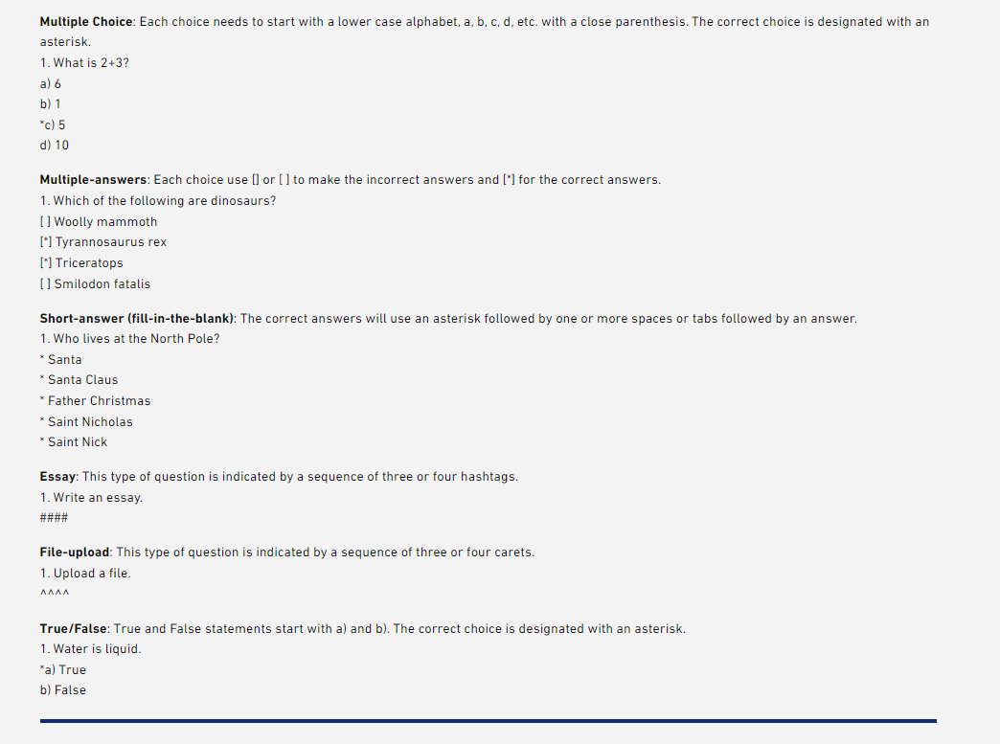 Multiple Choice: Each choice needs to start with a lower case alphabet, a, b, c, d, etc. with a close parenthesis. The correct choice is designated with an
asterisk.
1. What is 2+3?
a) 6
b) 1
*c) 5
d) 10
Multiple-answers: Each choice use [] or [ ] to make the incorrect answers and [*] for the correct answers.
1. Which of the following are dinosaurs?
[ ] Woolly mammoth
[*] Tyrannosaurus rex
[*] Triceratops
[ ] Smilodon fatalis
Short-answer (fill-in-the-blank): The correct answers will use an asterisk followed by one or more spaces or tabs followed by an answer.
1. Who lives at the North Pole?
* Santa
* Santa Claus
* Father Christmas
* Saint Nicholas
* Saint Nick
Essay: This type of question is indicated by a sequence of three or four hashtags.
1. Write an essay.
####
File-upload: This type of question is indicated by a sequence of three or four carets.
1. Upload a file.
^^^^
True/False: True and False statements start with a) and b). The correct choice is designated with an asterisk.
1. Water is liquid.
*a) True
b) False